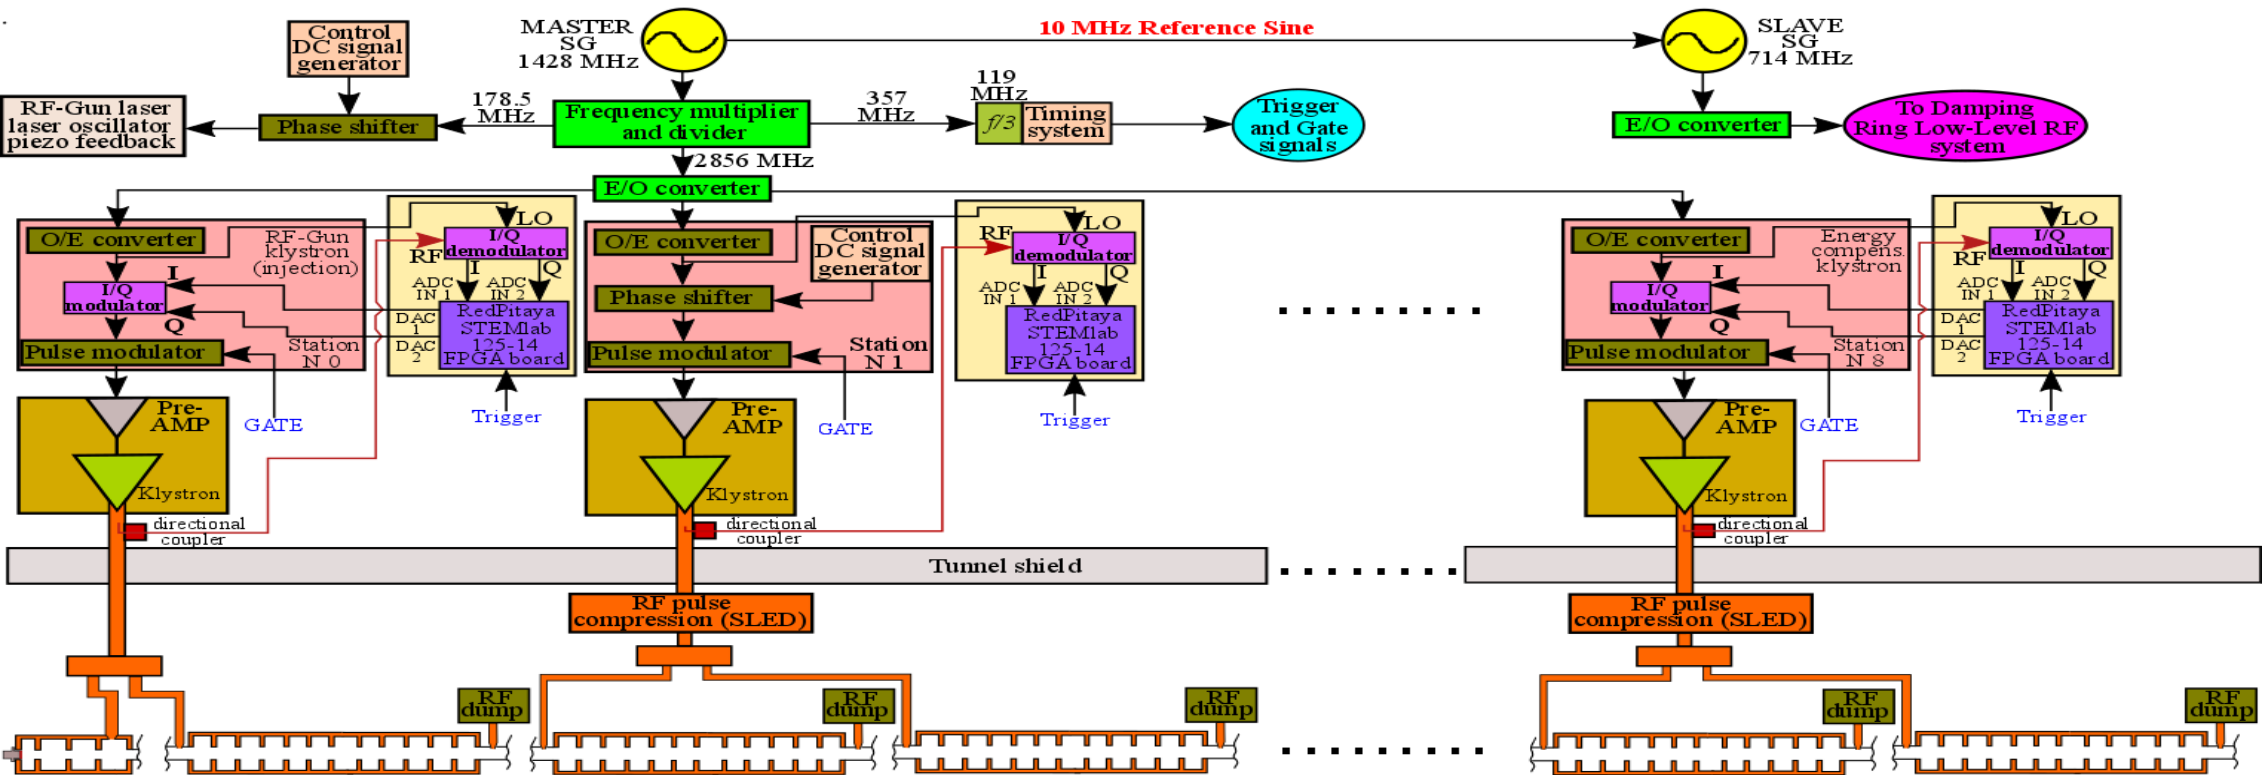 Control
DC signal
generator
MASTER
SG
1428 MHz
10 MHz Reference Sine
SLAVE
SG
714 MHz
RF-Gun laser
laser oscillator
piezo feedback
Phase shifter
178.5
MHz
Frequency multiplier
and divider
357
MHz
119
MHz
f/3
Timing
system
Trigger
and Gate
signals
E/O converter
To Damping
Ring Low-Level RF
system
2856 MHz
E/O converter
O/E converter
RF-Gun
klystron
(injection)
I/Q
modulator
I
Q
Pulse modulator
Station
N 0
LO
I/Q
demodulator
RF
I
Q
ADC
IN 1
ADC
IN 2
DAC
1
DAC
2
RedPitaya
STEMlab
125-14
FPGA board
Trigger
GATE
Pre-
AMP
Klystron
directional
coupler
O/E converter
Control
DC signal
generator
Phase shifter
Pulse modulator
Station
N 1
LO
RF
I/Q
demodulator
I
Q
ADC
IN 1
ADC
IN 2
RedPitaya
STEMlab
125-14
FPGA board
Trigger
GATE
Pre-
AMP
Klystron
directional
coupler
O/E converter
Energy
compens.
klystron
I/Q
modulator
I
Q
Pulse modulator
Station
N 8
LO
I/Q
demodulator
RF
I
Q
ADC
IN 1
ADC
IN 2
DAC
1
DAC
2
RedPitaya
STEMlab
125-14
FPGA board
Trigger
GATE
Pre-
AMP
Klystron
directional
coupler
Tunnel shield
RF pulse
compression (SLED)
RF pulse
compression (SLED)
RF
dump
RF
dump
RF
dump
RF
dump
RF
dump